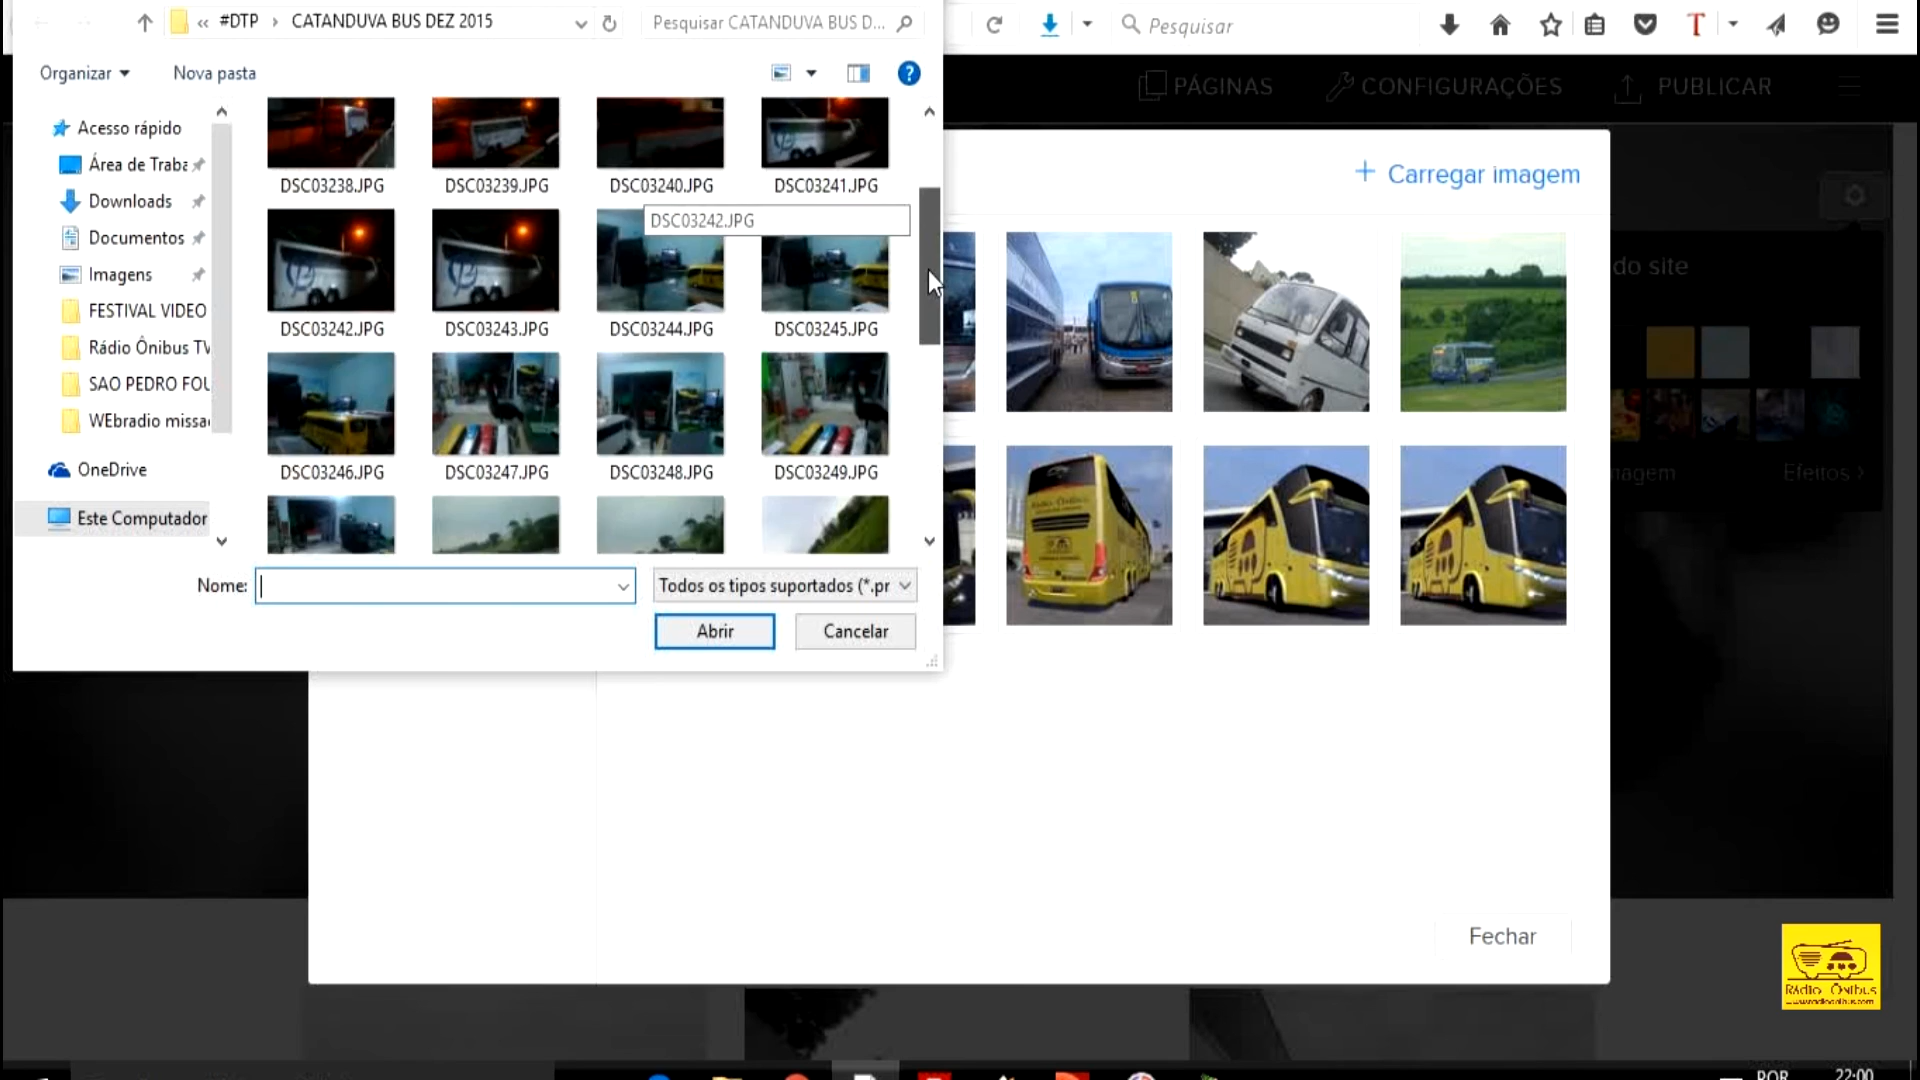 « #DTP › CATANDUVA BUS DEZ 2015
Pesquisar CATANDUVA BUS D...
Pesquisar
T
Organizar
Nova pasta
?
PÁGINAS
CONFIGURAÇÕES
PUBLICAR
Acesso rápido
Área de Traba
Downloads
Documentos
Imagens
FESTIVAL VIDEO
Rádio Ônibus TV
SAO PEDRO FOU
WEbradio missa
OneDrive
Este Computador
DSC03238.JPG
DSC03239.JPG
DSC03240.JPG
DSC03241.JPG
DSC03242.JPG
DSC03242.JPG
DSC03243.JPG
DSC03244.JPG
DSC03245.JPG
DSC03246.JPG
DSC03247.JPG
DSC03248.JPG
DSC03249.JPG
Nome:
Todos os tipos suportados (*.pr
Abrir
Cancelar
+ Carregar imagem
do site
Efeitos ›
Fechar
Rádio Ônibus
POR
22:00